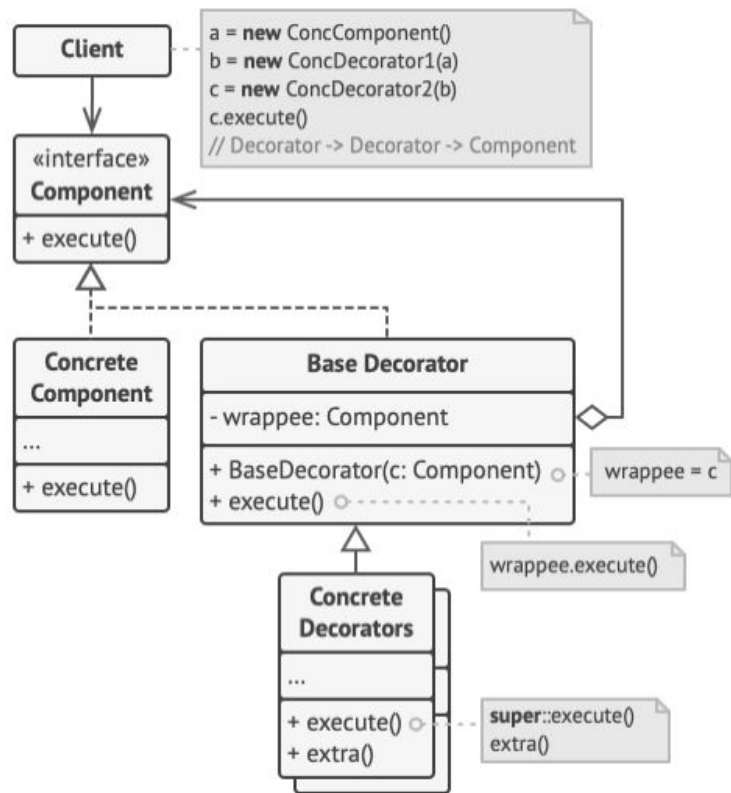 Client
a = new ConcComponent()
b = new ConcDecorator1(a)
c = new ConcDecorator2(b)
c.execute()
// Decorator -> Decorator -> Component
«interface»
Component
+ execute()
Concrete
Component
...
+ execute()
Base Decorator
- wrappee: Component
+ BaseDecorator(c: Component)
+ execute()
wrappee = c
wrappee.execute()
Concrete
Decorators
...
+ execute()
+ extra()
super::execute()
extra()